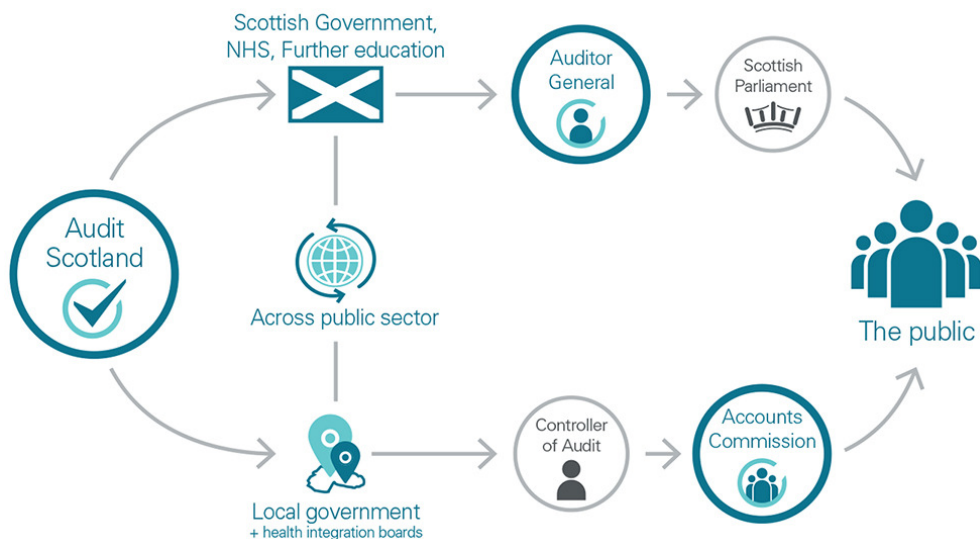 Scottish Government,
NHS, Further education
Auditor
General
Scottish
Parliament
Audit
Scotland
Across public sector
The public
Local government
+ health integration boards
Controller
of Audit
Accounts
Commission